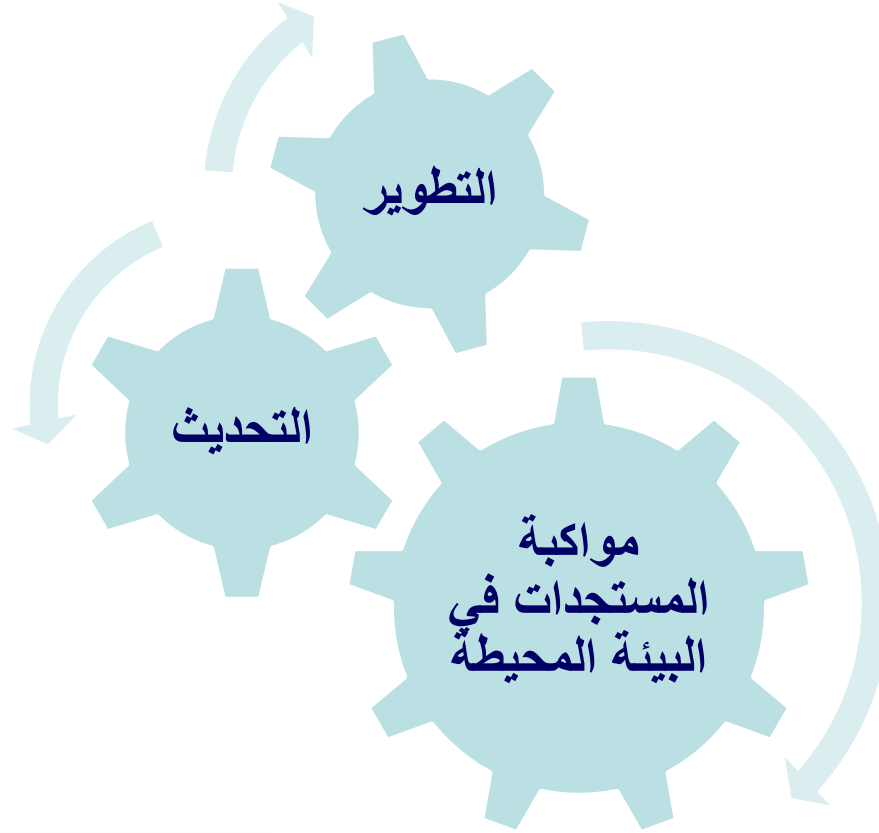 التطوير
التحديث
مواكبة
المستجدات في
البيئة المحيطة